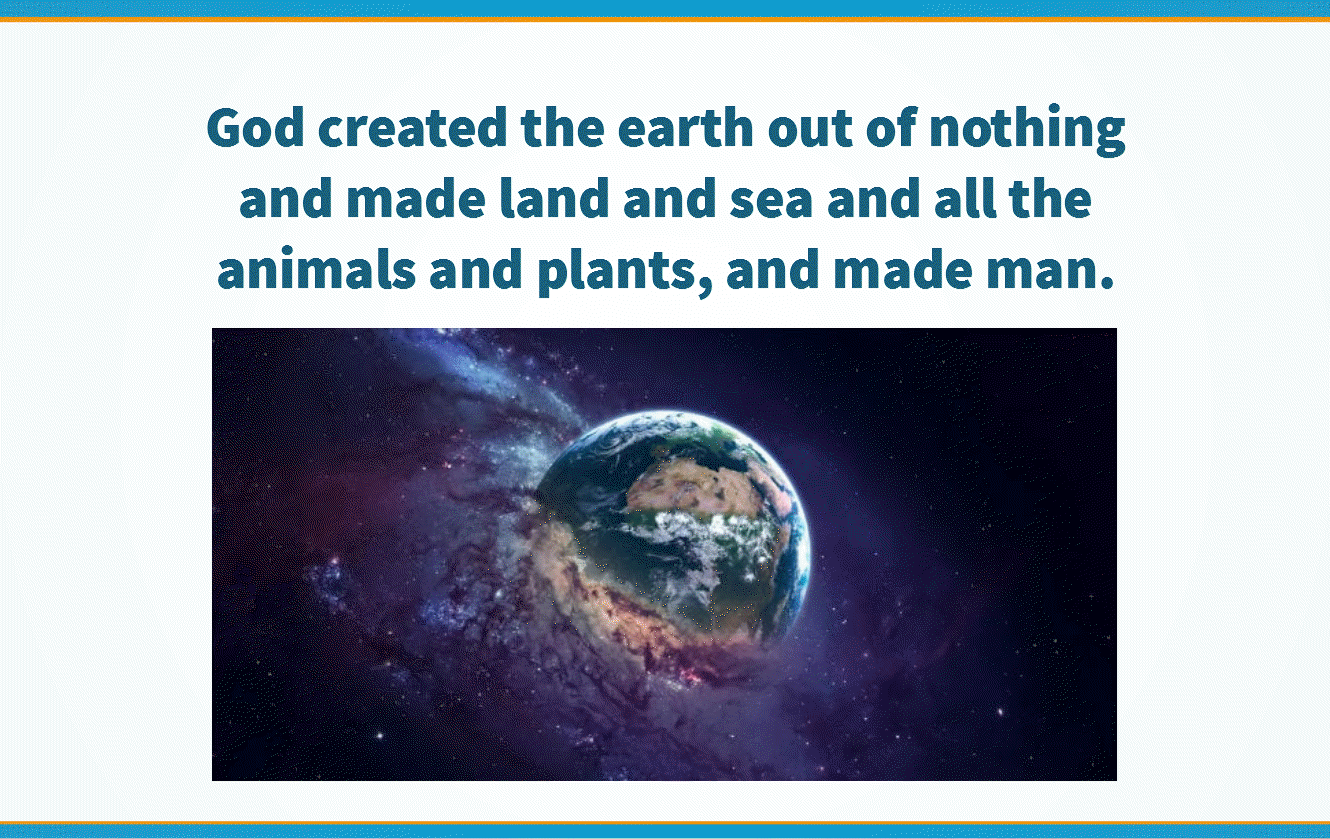 God created the earth out of nothing
and made land and sea and all the
animals and plants, and made man.